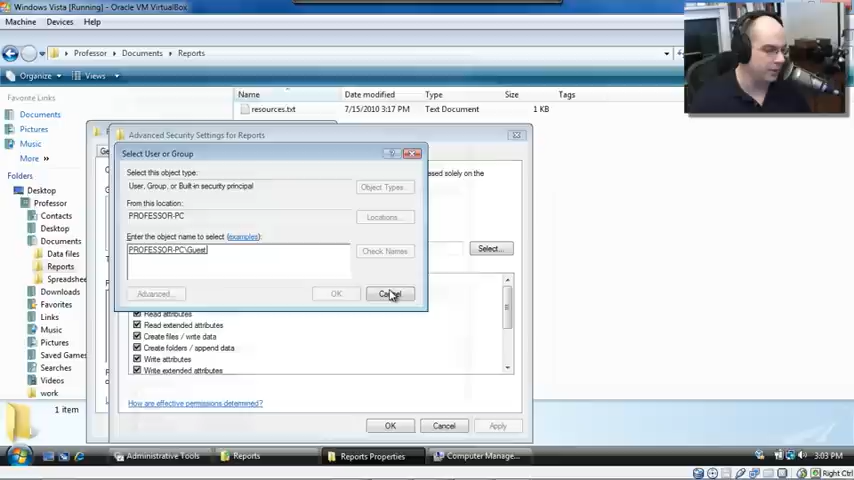 Windows Vista [Running] - Oracle VM VirtualBox
Machine Devices Help
Professor Documents Reports
Organize Views
Favorite Links
Documents
Pictures
Music
More »
Folders
Desktop
Professor
Contacts
Desktop
Documents
Data files
Reports
Spreadshee
Downloads
Favorites
Links
Music
Pictures
Saved Games
Searches
Videos
work
1 item
Name Date modified Type Size Tags
resources.txt 7/15/2010 3:17 PM Text Document 1 KB
Advanced Security Settings for Reports
ased solely on the
Select...
Select User or Group
Select this object type:
User, Group, or Built-in security principal
Object Types...
From this location:
PROFESSOR-PC
Locations...
Enter the object name to select (examples):
PROFESSOR-PC\Guest
Check Names
Advanced...
OK
Cancel
Read attributes
Read extended attributes
Create files / write data
Create folders / append data
Write attributes
Write extended attributes
How are effective permissions determined?
OK Cancel Apply
Administrative Tools Reports Reports Properties Computer Manage... 3:03 PM
Right Ctrl